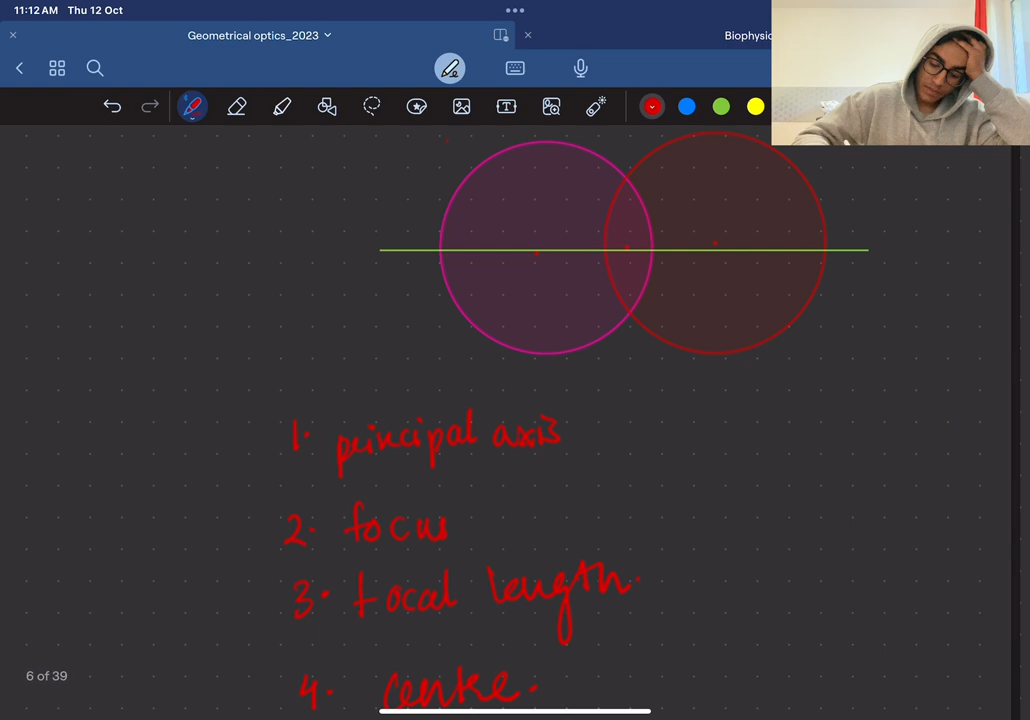 11:12 AM Thu 12 Oct
Geometrical optics_2023
1. principal axis
2. focus
3. focal length.
4. centre.
6 of 39